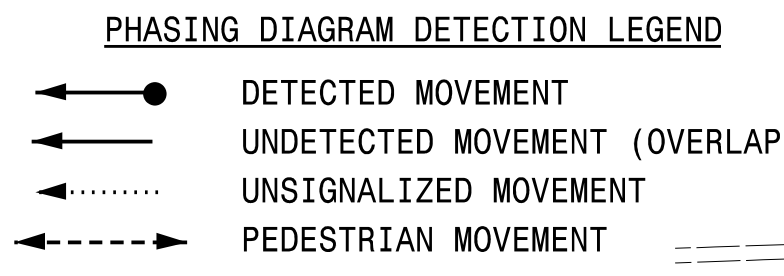 PHASING DIAGRAM DETECTION LEGEND
DETECTED MOVEMENT
UNDETECTED MOVEMENT (OVERLAP
UNSIGNALIZED MOVEMENT
PEDESTRIAN MOVEMENT